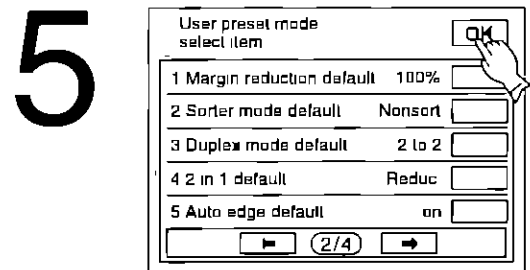 5
User preset mode
select item
OK
1 Margin reduction default 100%
2 Sorter mode default Nonsort
3 Duplex mode default 2 to 2
4 2 in 1 default Reduc
5 Auto edge default on
2/4